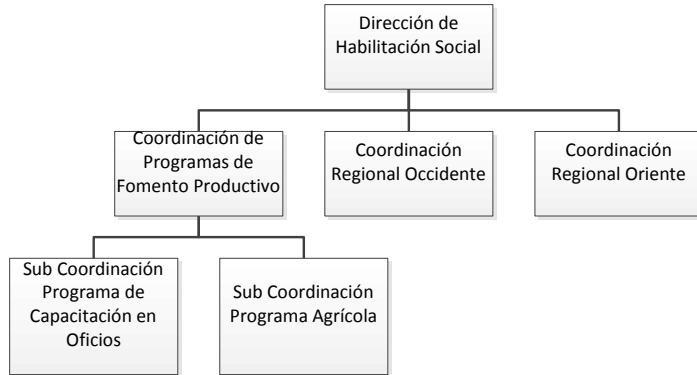 Dirección de
Habilitación Social
Coordinación de
Programas de
Fomento Productivo
Coordinación
Regional Occidente
Coordinación
Regional Oriente
Sub Coordinación
Programa de
Capacitación en
Oficios
Sub Coordinación
Programa Agrícola